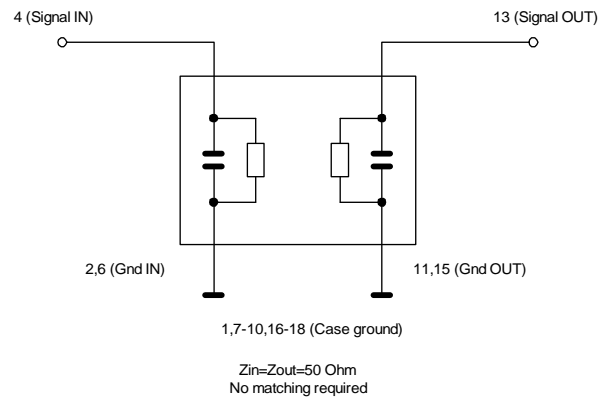 4 (Signal IN)
13 (Signal OUT)
2,6 (Gnd IN)
11,15 (Gnd OUT)
1,7-10,16-18 (Case ground)
Zin=Zout=50 Ohm
No matching required